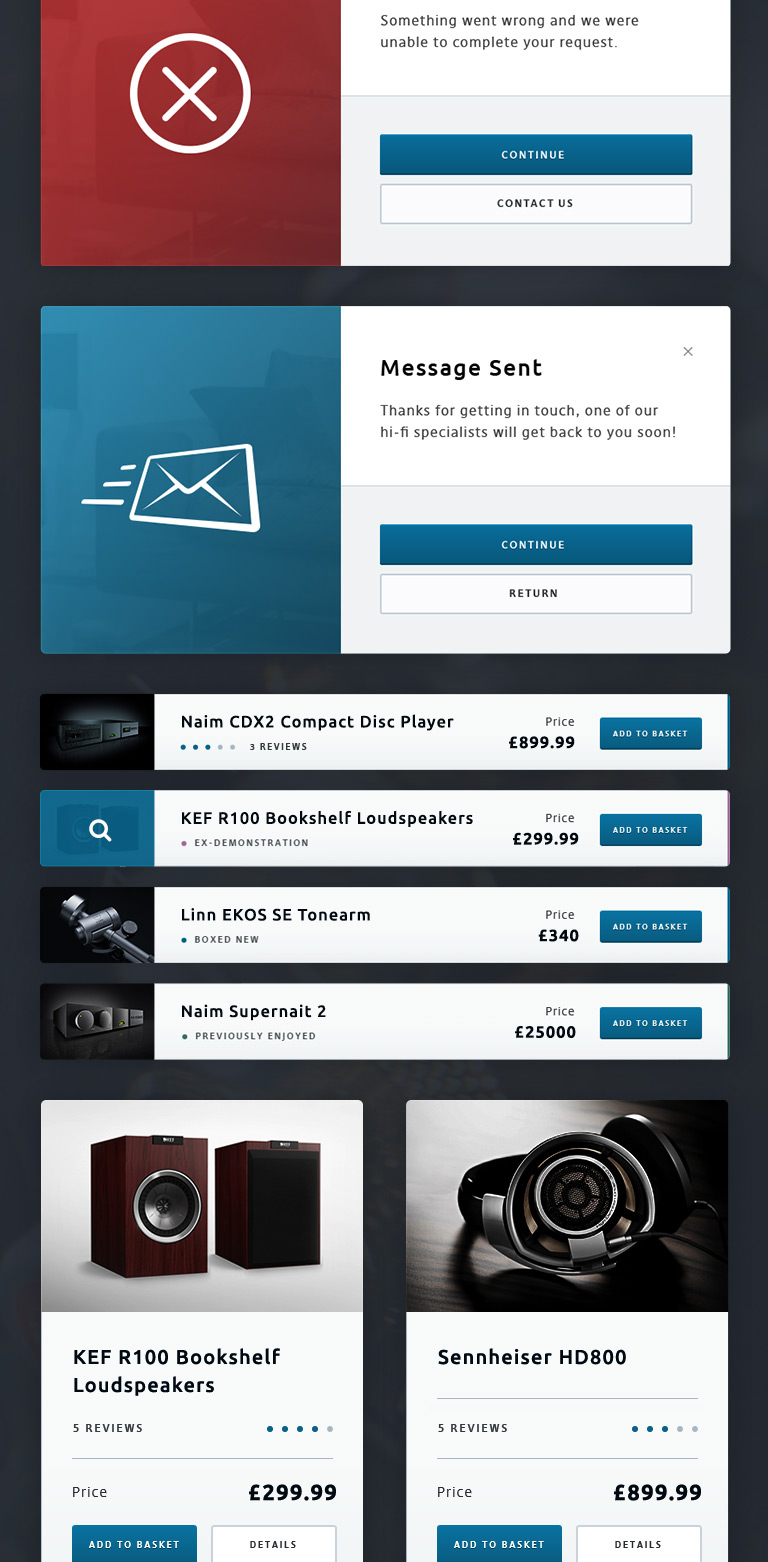 Something went wrong and we were
unable to complete your request.
CONTINUE
CONTACT US
Message Sent
Thanks for getting in touch, one of our
hi-fi specialists will get back to you soon!
CONTINUE
RETURN
Naim CDX2 Compact Disc Player
3 REVIEWS
Price
£899.99
ADD TO BASKET
KEF R100 Bookshelf Loudspeakers
EX-DEMONSTRATION
Price
£299.99
ADD TO BASKET
Linn EKOS SE Tonearm
BOXED NEW
Price
£340
ADD TO BASKET
Naim Supernait 2
PREVIOUSLY ENJOYED
Price
£25000
ADD TO BASKET
KEF R100 Bookshelf
Loudspeakers
5 REVIEWS
Price £299.99
ADD TO BASKET DETAILS
Sennheiser HD800
5 REVIEWS
Price £899.99
ADD TO BASKET DETAILS